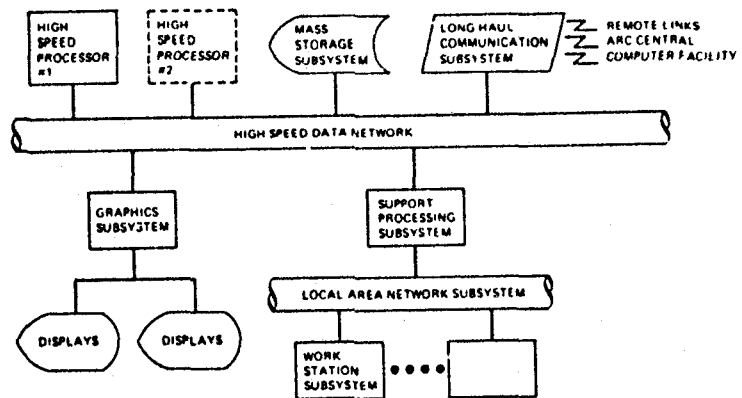 HIGH
SPEED
PROCESSOR
#1
HIGH
SPEED
PROCESSOR
#2
MASS
STORAGE
SUBSYSTEM
LONG HAUL
COMMUNICATION
SUBSYSTEM
REMOTE LINKS
ARC CENTRAL
COMPUTER FACILITY
HIGH SPEED DATA NETWORK
GRAPHICS
SUBSYSTEM
SUPPORT
PROCESSING
SUBSYSTEM
LOCAL AREA NETWORK SUBSYSTEM
DISPLAYS
DISPLAYS
WORK
STATION
SUBSYSTEM